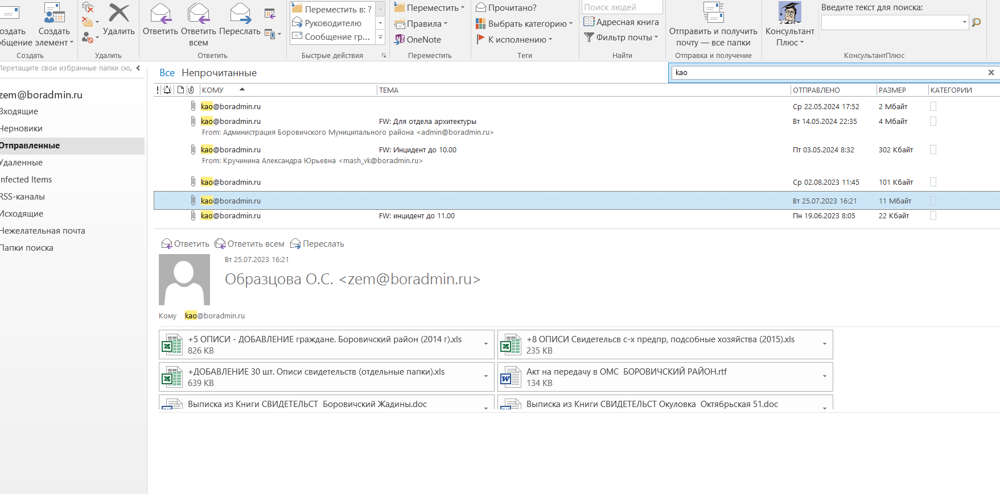 оздать
общение
Создать
элемент
Удалить
Ответить
Ответить
всем
Переслать
Переместить в: ?
Руководителю
Сообщение гр...
Переместить
Правила
OneNote
Прочитано?
Выбрать категорию
К исполнению
Поиск людей
Адресная книга
Фильтр почты
Отправить и получить
почту — все папки
Консультант
Плюс
Введите текст для поиска:
Создать
Удалить
Ответить
Быстрые действия
Переместить
Теги
Найти
Отправка и получение
КонсультантПлюс
Перетащите свои избранные папки сю,
zem@boradmin.ru
Входящие
Черновики
Отправленные
Удаленные
nfected Items
RSS-каналы
Исходящие
Нежелательная почта
Папки поиска
Все Непрочитанные
kao
! КОМУ ТЕМА ОТПРАВЛЕНО РАЗМЕР КАТЕГОРИИ
kao@boradmin.ru Ср 22.05.2024 17:52 2 Мбайт
kao@boradmin.ru FW: Для отдела архитектуры Вт 14.05.2024 22:35 4 Мбайт
From: Администрация Боровичского Муниципального района <admin@boradmin.ru>
kao@boradmin.ru FW: Инцидент до 10.00 Пт 03.05.2024 8:32 302 Кбайт
From: Кручинина Александра Юрьевна <mash_vk@boradmin.ru>
kao@boradmin.ru Ср 02.08.2023 11:45 101 Кбайт
kao@boradmin.ru Вт 25.07.2023 16:21 11 Мбайт
kao@boradmin.ru FW: инцидент до 11.00 Пн 19.06.2023 8:05 22 Кбайт
Ответить Ответить всем Переслать
Вт 25.07.2023 16:21
Образцова О.С. <zem@boradmin.ru>
Кому kao@boradmin.ru
+5 ОПИСИ - ДОБАВЛЕНИЕ граждане. Боровичский район (2014 г).xls
826 KB
+8 ОПИСИ Свидетельсв с-х предпр, подсобные хозяйства (2015).xls
235 KB
+ДОБАВЛЕНИЕ 30 шт. Описи свидетельств (отдельные папки).xls
639 KB
Акт на передачу в ОМС БОРОВИЧСКИЙ РАЙОН.rtf
134 KB
Выписка из Книги СВИДЕТЕЛЬСТ Боровичский Жадины.doc
Выписка из Книги СВИДЕТЕЛЬСТ Окуловка Октябрьская 51.doc